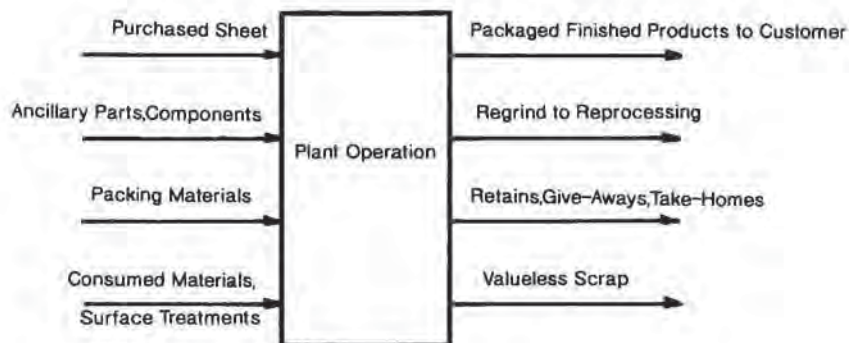 Purchased Sheet
Packaged Finished Products to Customer
Ancillary Parts,Components
Regrind to Reprocessing
Plant Operation
Packing Materials
Retains,Give-Aways,Take-Homes
Consumed Materials,
Surface Treatments
Valueless Scrap